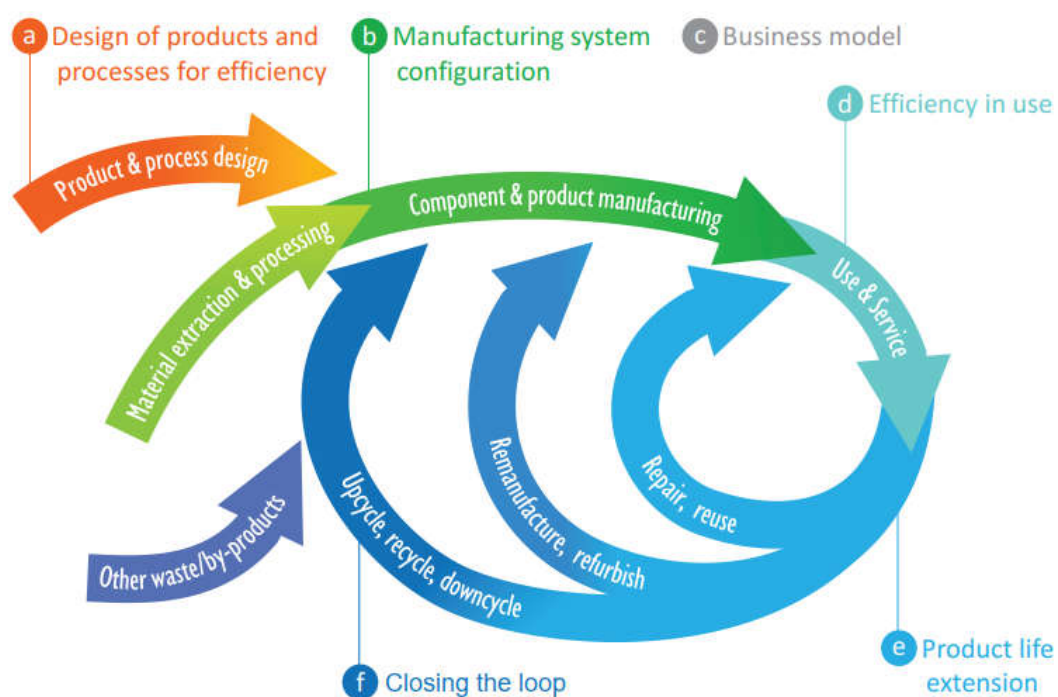 a Design of products and
processes for efficiency
b Manufacturing system
configuration
c Business model
d Efficiency in use
Product & process design
Component & product manufacturing
Material extraction & processing
Use & Service
Repair, reuse
Remanufacture, refurbish
Upcycle, recycle, downcycle
Other waste/by-products
e Product life
extension
f Closing the loop